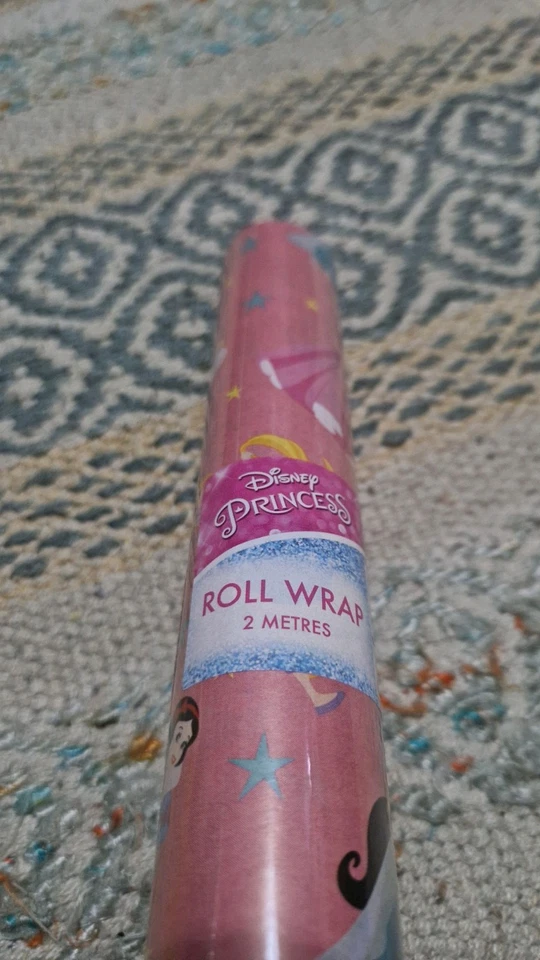 Disney
PRINCESS
ROLL WRAP
2 METRES